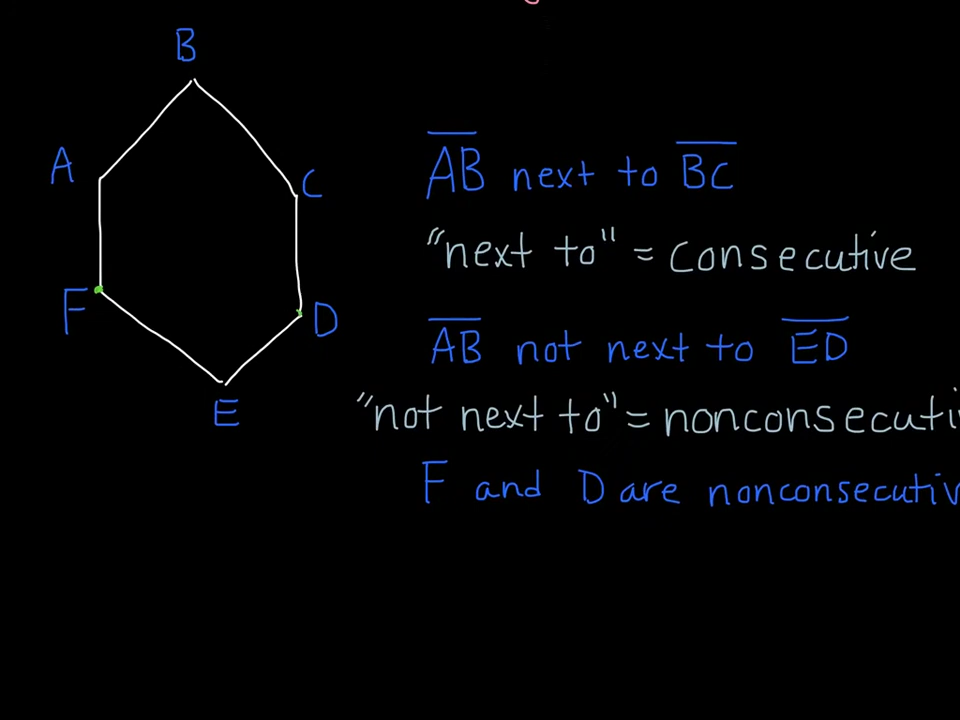 B
A
C
F
D
E
AB next to BC
"next to" = consecutive
AB not next to ED
"not next to" = nonconsecuti
F and D are nonconsecutiv